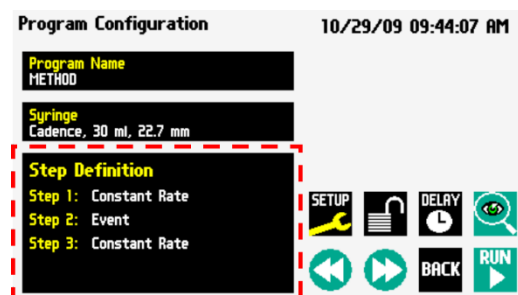 Program Configuration
10/29/09 09:44:07 AM
Program Name
METHOD
Syringe
Cadence, 30 ml, 22.7 mm
Step Definition
Step 1: Constant Rate
Step 2: Event
Step 3: Constant Rate
SETUP
DELAY
BACK
RUN